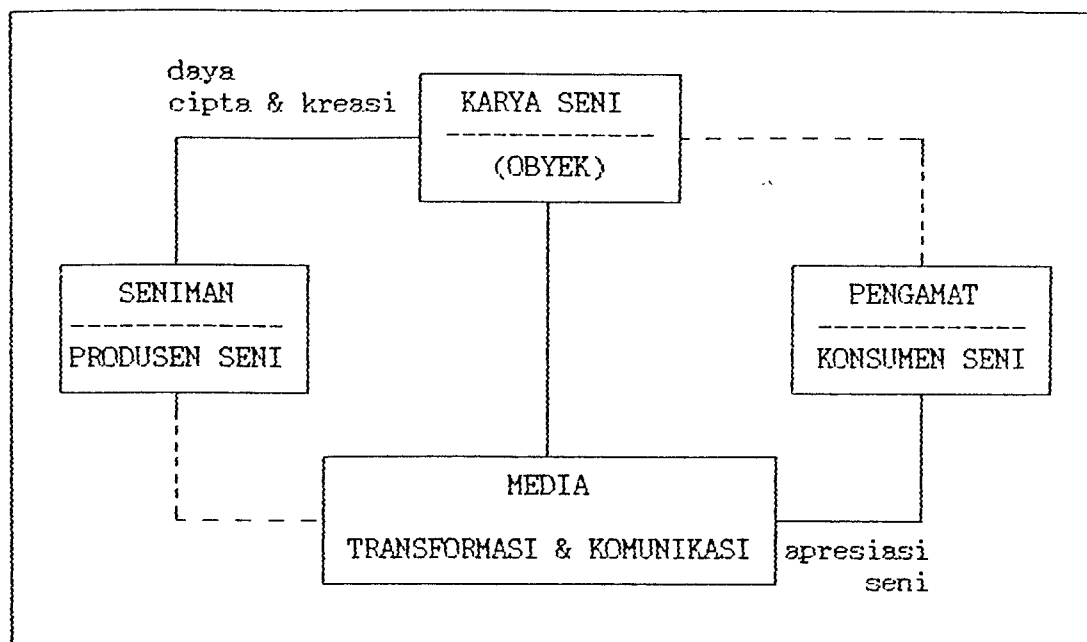 daya
cipta & kreasi
KARYA SENI
(OBYEK)
SENIMAN
PRODUSEN SENI
PENGAMAT
KONSUMEN SENI
MEDIA
TRANSFORMASI & KOMUNIKASI
apresiasi
seni